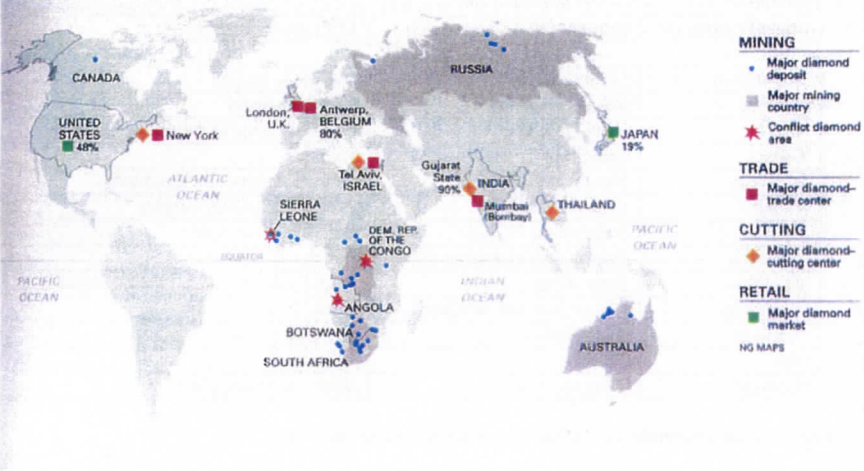 CANADA
RUSSIA
UNITED
STATES
48%
New York
London,
U.K.
Antwerp,
BELGIUM
80%
JAPAN
19%
ATLANTIC
OCEAN
Tel Aviv,
ISRAEL
Gujarat
State
90%
INDIA
Mumbai
(Bombay)
THAILAND
SIERRA
LEONE
DEM. REP.
OF THE
CONGO
PACIFIC
OCEAN
EQUATOR
PACIFIC
OCEAN
INDIAN
OCEAN
ANGOLA
BOTSWANA
SOUTH AFRICA
AUSTRALIA
MINING
Major diamond
deposit
Major mining
country
Conflict diamond
area
TRADE
Major diamond–
trade center
CUTTING
Major diamond–
cutting center
RETAIL
Major diamond
market
NG MAPS